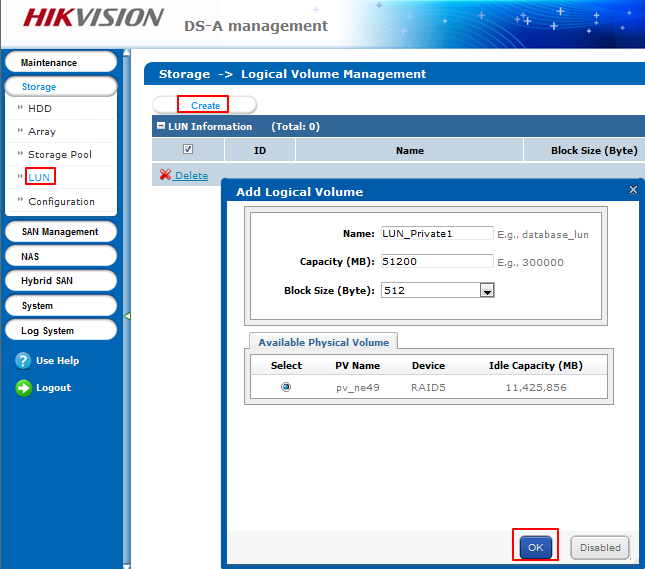 HIKVISION DS-A management
Maintenance
Storage
HDD
Array
Storage Pool
LUN
Configuration
SAN Management
NAS
Hybrid SAN
System
Log System
Use Help
Logout
Storage -> Logical Volume Management
Create
LUN Information (Total: 0)
ID Name Block Size (Byte)
Delete
Add Logical Volume
Name: LUN_Private1 E.g., database_lun
Capacity (MB): 51200 E.g., 300000
Block Size (Byte): 512
Available Physical Volume
Select PV Name Device Idle Capacity (MB)
pv_ne49 RAID5 11,425,856
OK Disabled